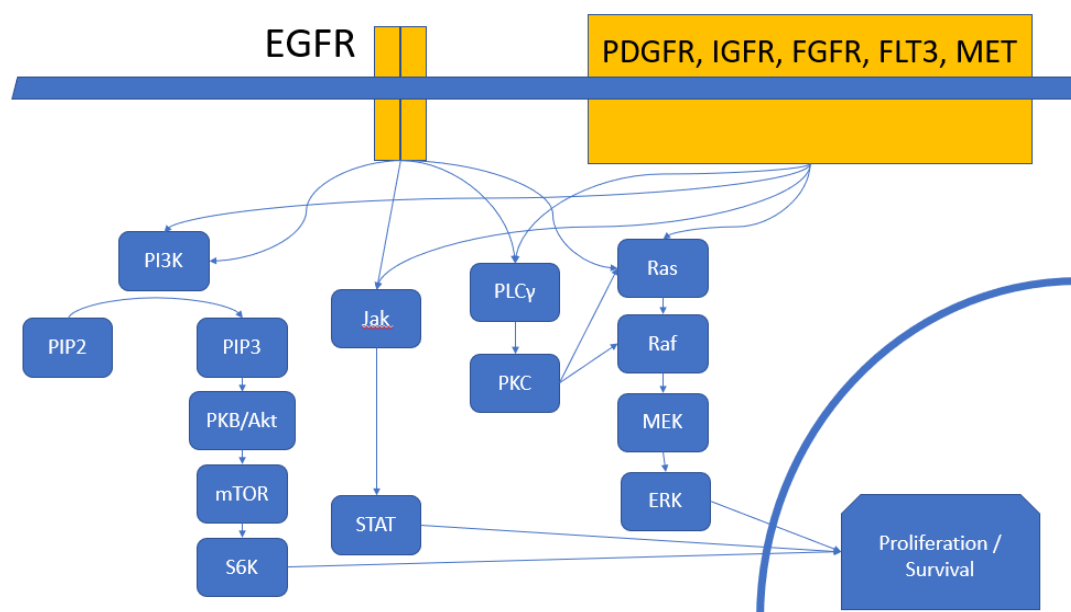 EGFR
PDGFR, IGFR, FGFR, FLT3, MET
PI3K
Ras
PLCγ
Jak
PIP2
PIP3
Raf
PKC
PKB/Akt
MEK
mTOR
ERK
STAT
S6K
Proliferation /
Survival